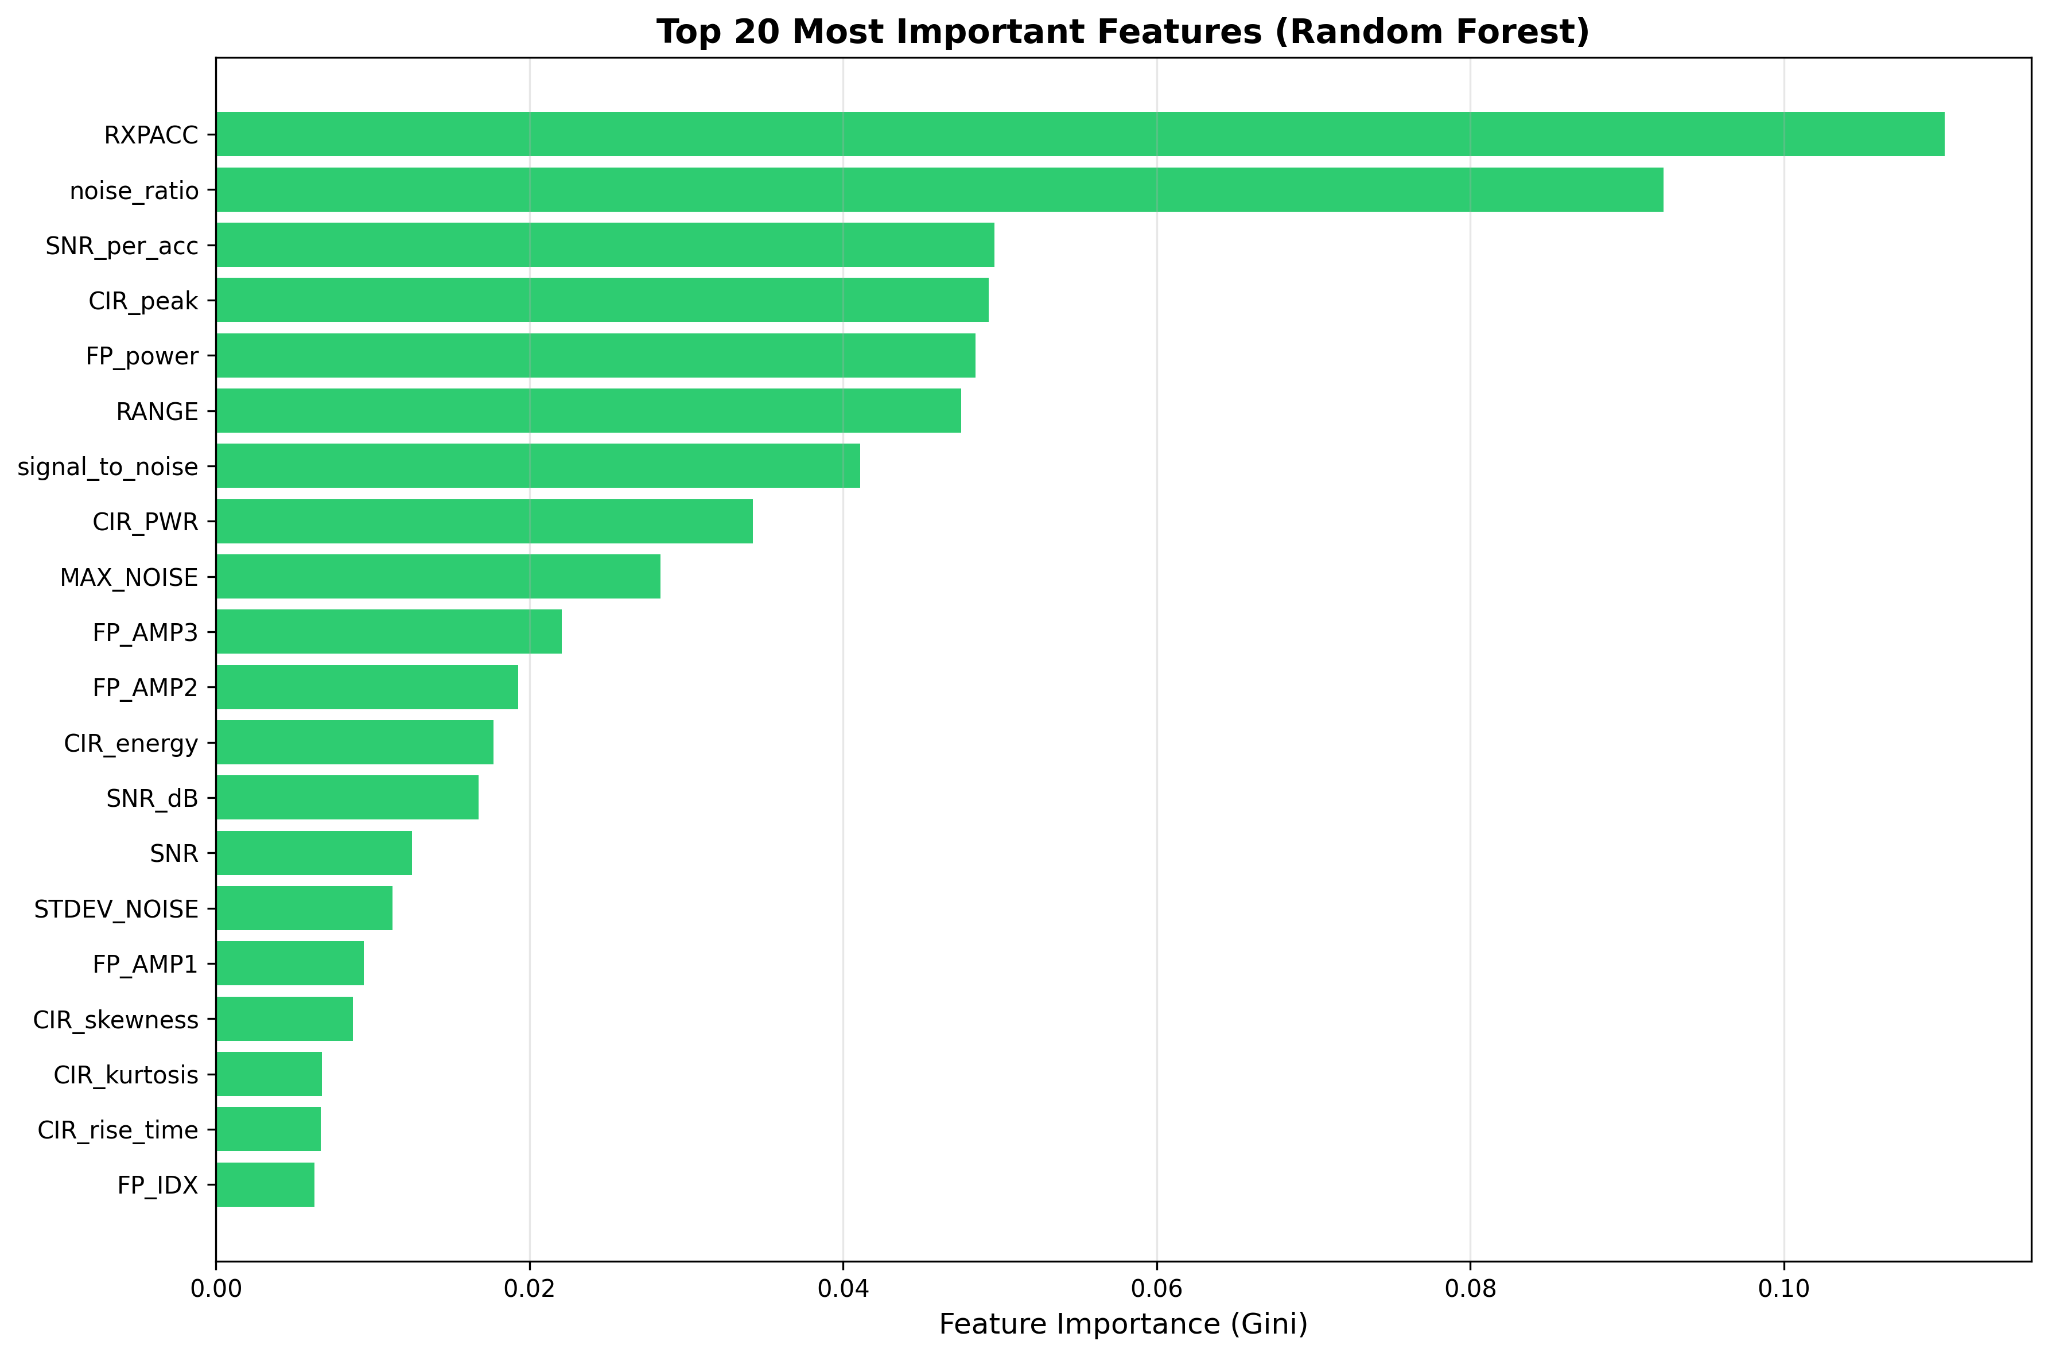 Top 20 Most Important Features (Random Forest)
RXPACC
noise_ratio
SNR_per_acc
CIR_peak
FP_power
RANGE
signal_to_noise
CIR_PWR
MAX_NOISE
FP_AMP3
FP_AMP2
CIR_energy
SNR_dB
SNR
STDEV_NOISE
FP_AMP1
CIR_skewness
CIR_kurtosis
CIR_rise_time
FP_IDX
0.00 0.02 0.04 0.06 0.08 0.10
Feature Importance (Gini)